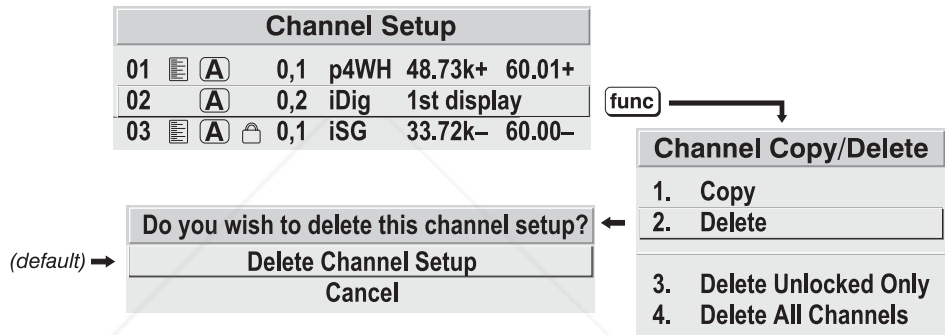 Channel Setup
01 A 0,1 p4WH 48.73k+ 60.01+
02 A 0,2 iDig 1st display
03 A 0,1 iSG 33.72k– 60.00–
func
Channel Copy/Delete
1. Copy
2. Delete
3. Delete Unlocked Only
4. Delete All Channels
Do you wish to delete this channel setup?
(default)
Delete Channel Setup
Cancel